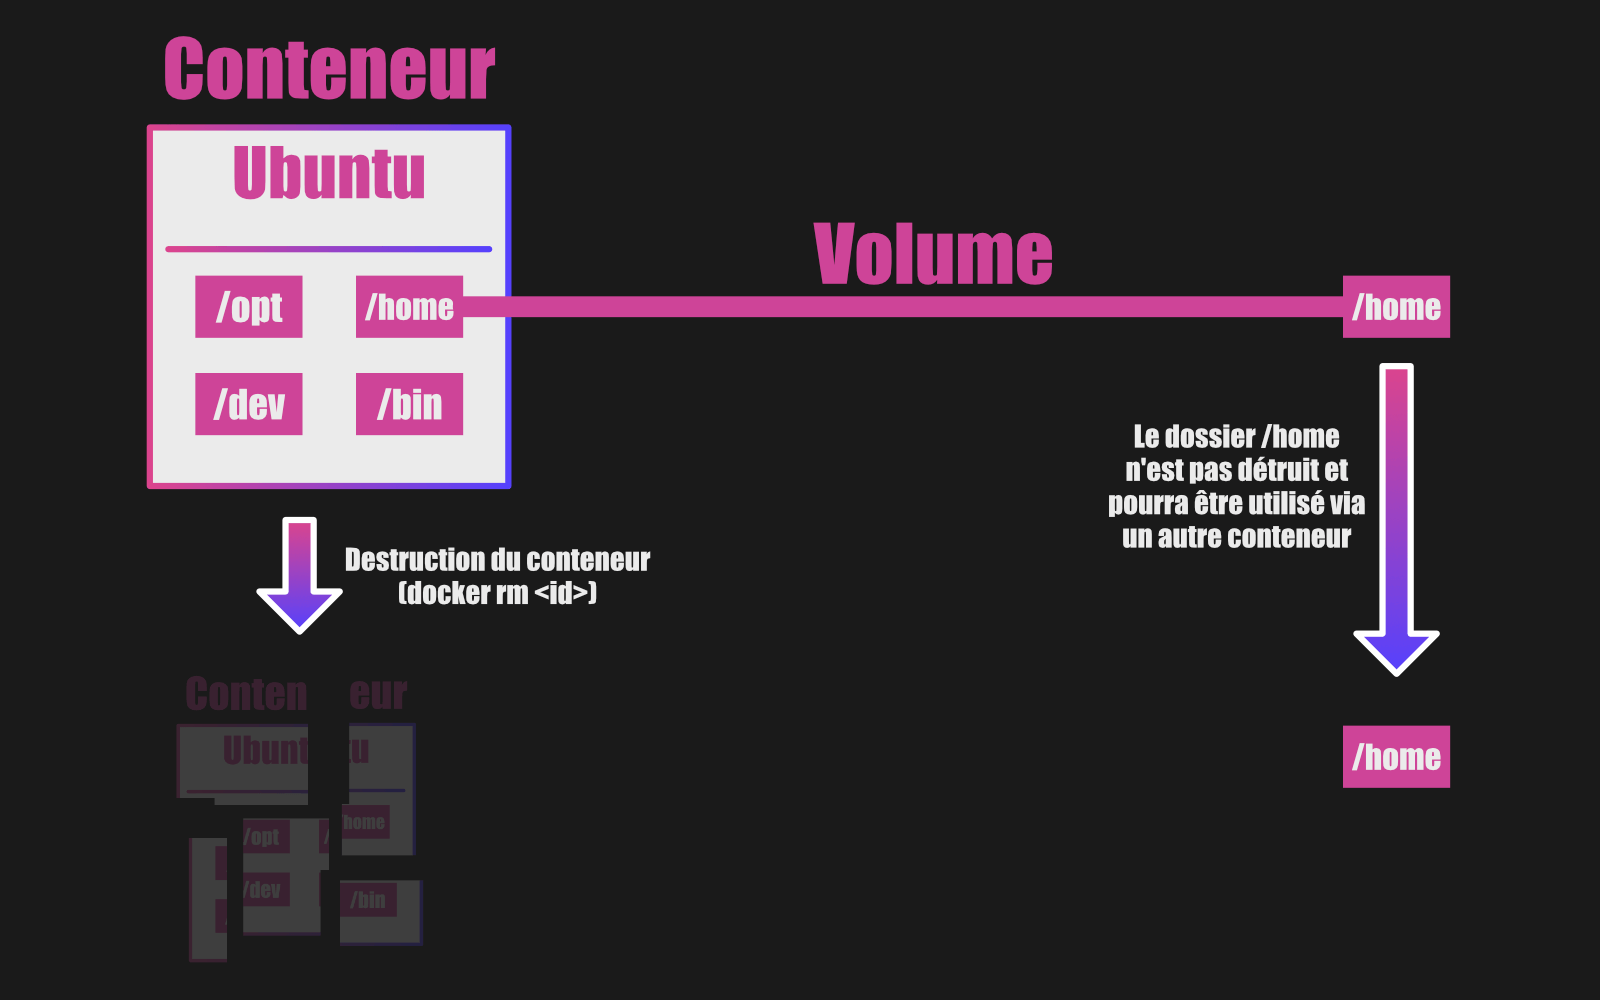 Conteneur
Ubuntu
Volume
/opt
/home
/home
/dev
/bin
Le dossier /home
n'est pas détruit et
pourra être utilisé via
un autre conteneur
Destruction du conteneur
(docker rm <id>)
Conten eur
Ubunt u
/home
/opt
/
home
/dev
/bin